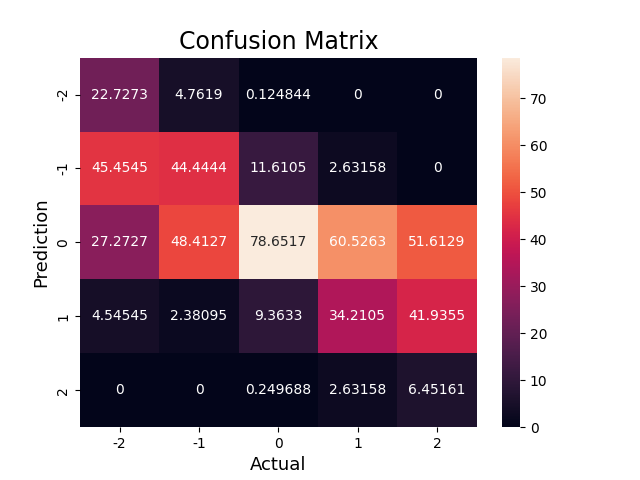 Confusion Matrix
-2 22.7273 4.7619 0.124844 0 0
-1 45.4545 44.4444 11.6105 2.63158 0
0 27.2727 48.4127 78.6517 60.5263 51.6129
1 4.54545 2.38095 9.3633 34.2105 41.9355
2 0 0 0.249688 2.63158 6.45161
-2 -1 0 1 2
Actual
Prediction
70
60
50
40
30
20
10
0